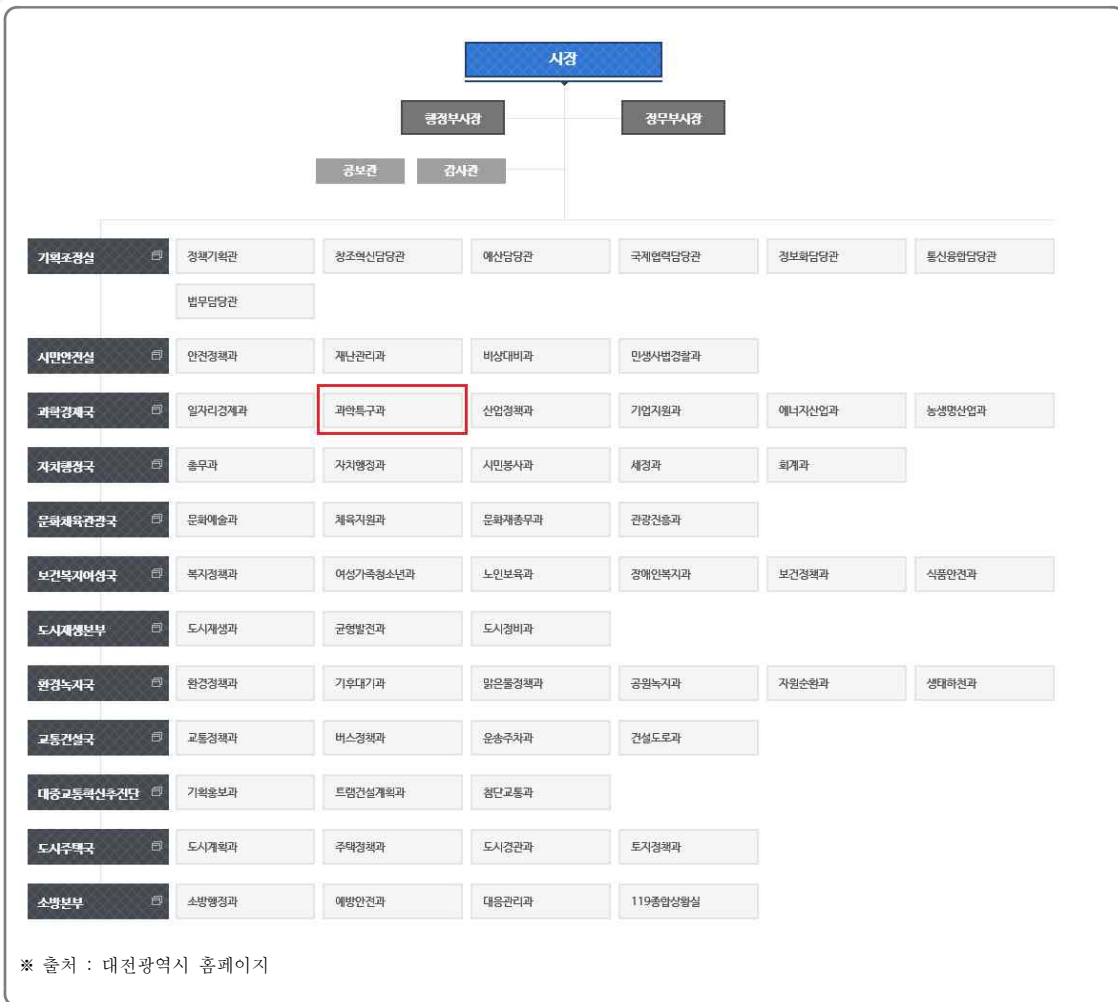 시장
행정부시장 정무부시장
공보관 감사관
기획조정실 정책기획관 창조혁신담당관 예산담당관 국제협력담당관 정보화담당관 통신융합담당관
법무담당관
시민안전실 안전정책과 재난관리과 비상대비과 민생사법경찰과
과학경제국 일자리경제과 과학특구과 산업정책과 기업지원과 에너지산업과 농생명산업과
자치행정국 총무과 자치행정과 시민봉사과 세정과 회계과
문화체육관광국 문화예술과 체육지원과 문화재종무과 관광진흥과
보건복지여성국 복지정책과 여성가족청소년과 노인보육과 장애인복지과 보건정책과 식품안전과
도시재생본부 도시재생과 균형발전과 도시정비과
환경녹지국 환경정책과 기후대기과 맑은물정책과 공원녹지과 자원순환과 생태하천과
교통건설국 교통정책과 버스정책과 운송주차과 건설도로과
대중교통혁신추진단 기획홍보과 트램건설계획과 첨단교통과
도시주택국 도시계획과 주택정책과 도시경관과 토지정책과
소방본부 소방행정과 예방안전과 대응관리과 119종합상황실
※ 출처 : 대전광역시 홈페이지